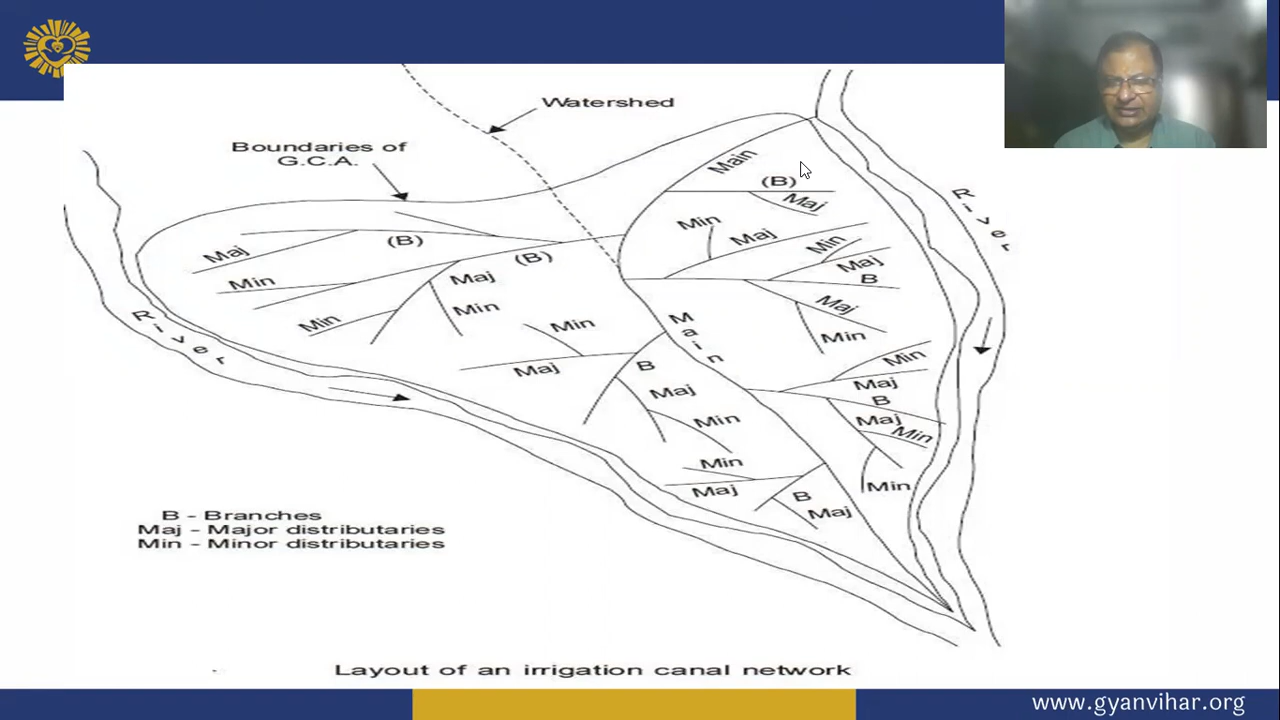 Watershed
Boundaries of
G.C.A.
Main
(B)
Maj
River
Min
Maj
Min
Maj
B
Maj
(B)
(B)
Min
Maj
Min
Min
Maj
Min
River
Main
Min
Maj
B
Maj
Min
Min
Maj
B
Maj
Min
Min
Min
Maj
B
Maj
B - Branches
Maj - Major distributaries
Min - Minor distributaries
Layout of an irrigation canal network
www.gyanvihar.org